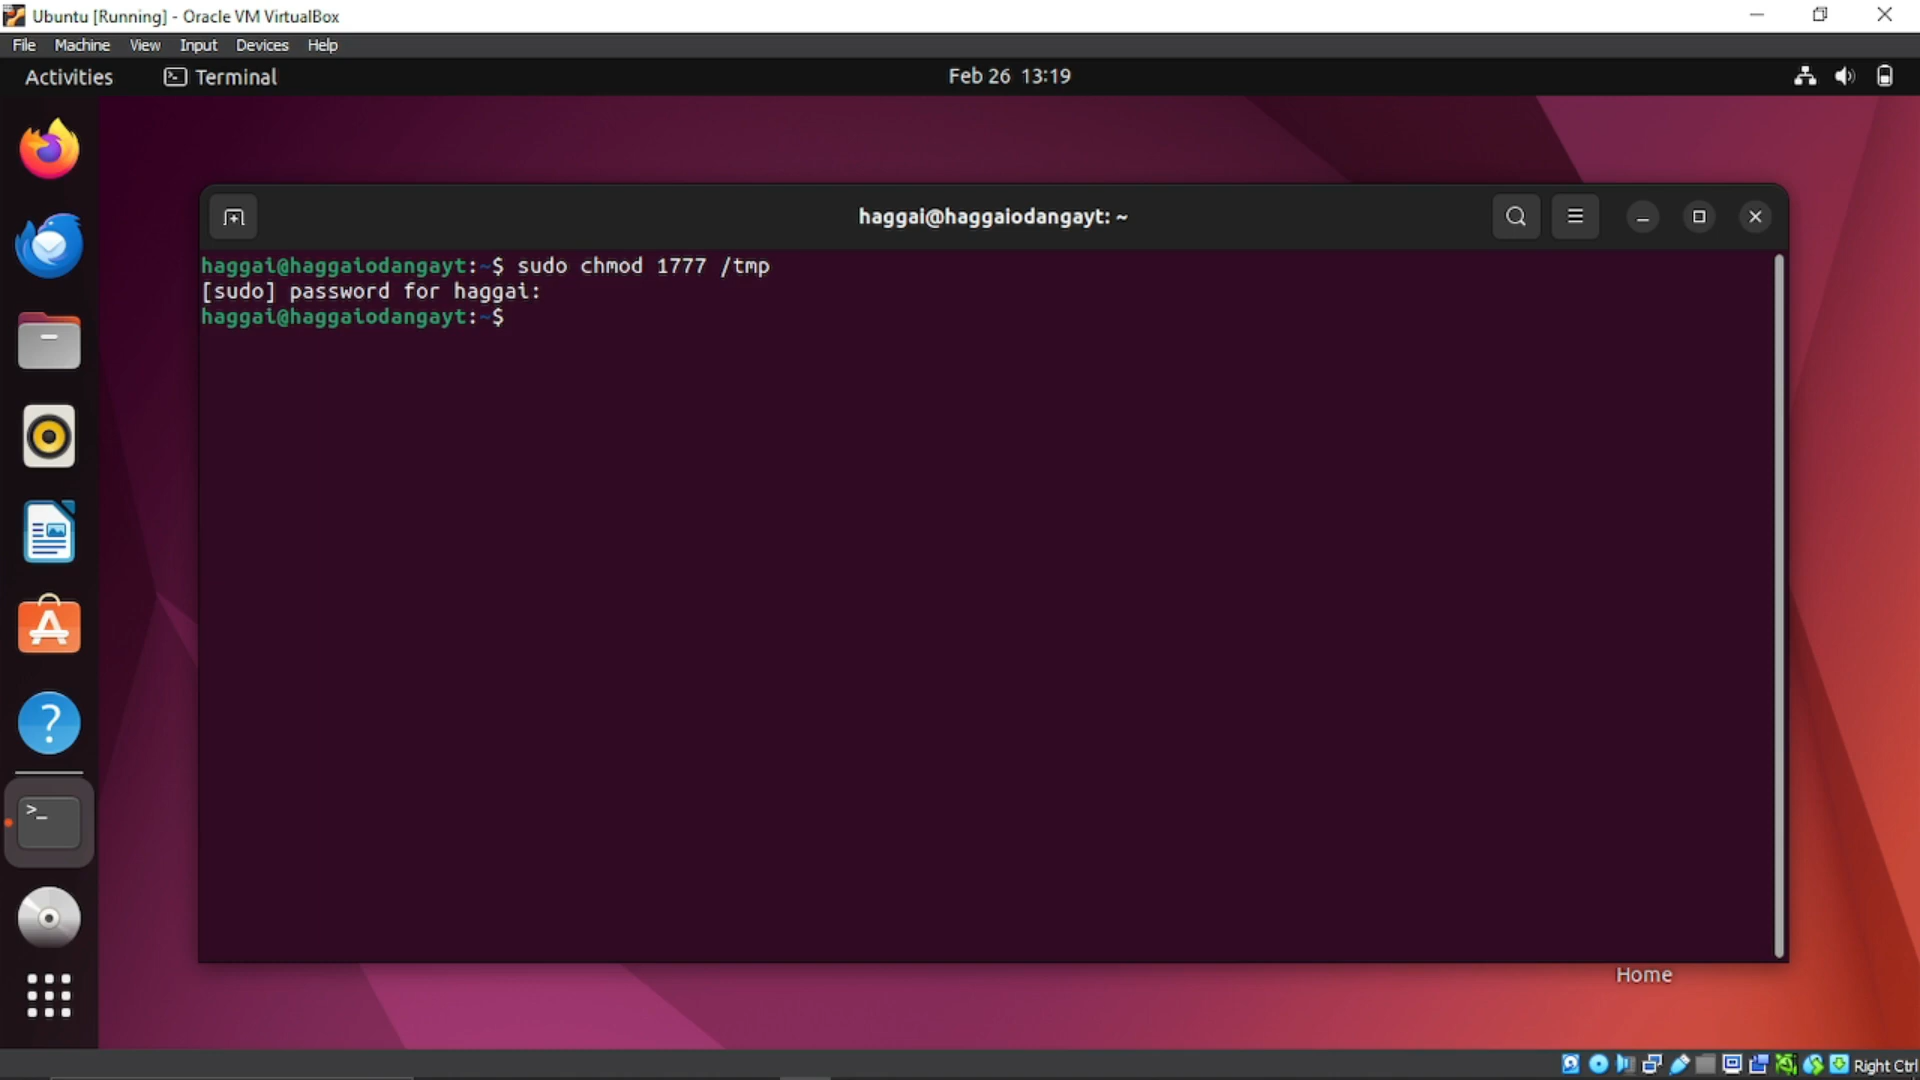 Ubuntu [Running] - Oracle VM VirtualBox
File Machine View Input Devices Help
Activities Terminal Feb 26 13:19
haggai@haggaiodangayt: ~
haggai@haggaiodangayt:~$ sudo chmod 1777 /tmp
[sudo] password for haggai:
haggai@haggaiodangayt:~$
Home
Right Ctrl